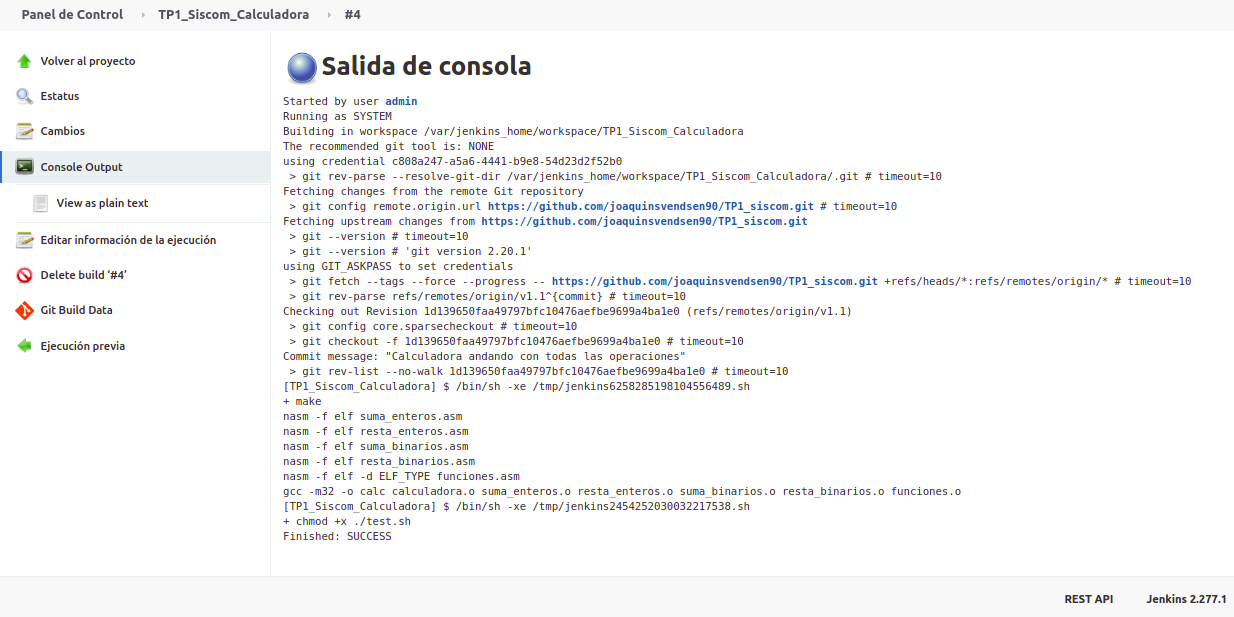 Panel de Control › TP1_Siscom_Calculadora › #4
Volver al proyecto
Estatus
Cambios
Console Output
View as plain text
Editar información de la ejecución
Delete build ‘#4’
Git Build Data
Ejecución previa
Salida de consola
Started by user admin
Running as SYSTEM
Building in workspace /var/jenkins_home/workspace/TP1_Siscom_Calculadora
The recommended git tool is: NONE
using credential c808a247-a5a6-4441-b9e8-54d23d2f52b0
> git rev-parse --resolve-git-dir /var/jenkins_home/workspace/TP1_Siscom_Calculadora/.git # timeout=10
Fetching changes from the remote Git repository
> git config remote.origin.url https://github.com/joaquinsvendsen90/TP1_siscom.git # timeout=10
Fetching upstream changes from https://github.com/joaquinsvendsen90/TP1_siscom.git
> git --version # timeout=10
> git --version # 'git version 2.20.1'
using GIT_ASKPASS to set credentials
> git fetch --tags --force --progress -- https://github.com/joaquinsvendsen90/TP1_siscom.git +refs/heads/*:refs/remotes/origin/* # timeout=10
> git rev-parse refs/remotes/origin/v1.1^{commit} # timeout=10
Checking out Revision 1d139650faa49797bfc10476aefbe9699a4ba1e0 (refs/remotes/origin/v1.1)
> git config core.sparsecheckout # timeout=10
> git checkout -f 1d139650faa49797bfc10476aefbe9699a4ba1e0 # timeout=10
Commit message: "Calculadora andando con todas las operaciones"
> git rev-list --no-walk 1d139650faa49797bfc10476aefbe9699a4ba1e0 # timeout=10
[TP1_Siscom_Calculadora] $ /bin/sh -xe /tmp/jenkins6258285198104556489.sh
+ make
nasm -f elf suma_enteros.asm
nasm -f elf resta_enteros.asm
nasm -f elf suma_binarios.asm
nasm -f elf resta_binarios.asm
nasm -f elf -d ELF_TYPE funciones.asm
gcc -m32 -o calc calculadora.o suma_enteros.o resta_enteros.o suma_binarios.o resta_binarios.o funciones.o
[TP1_Siscom_Calculadora] $ /bin/sh -xe /tmp/jenkins2454252030032217538.sh
+ chmod +x ./test.sh
Finished: SUCCESS
REST API Jenkins 2.277.1